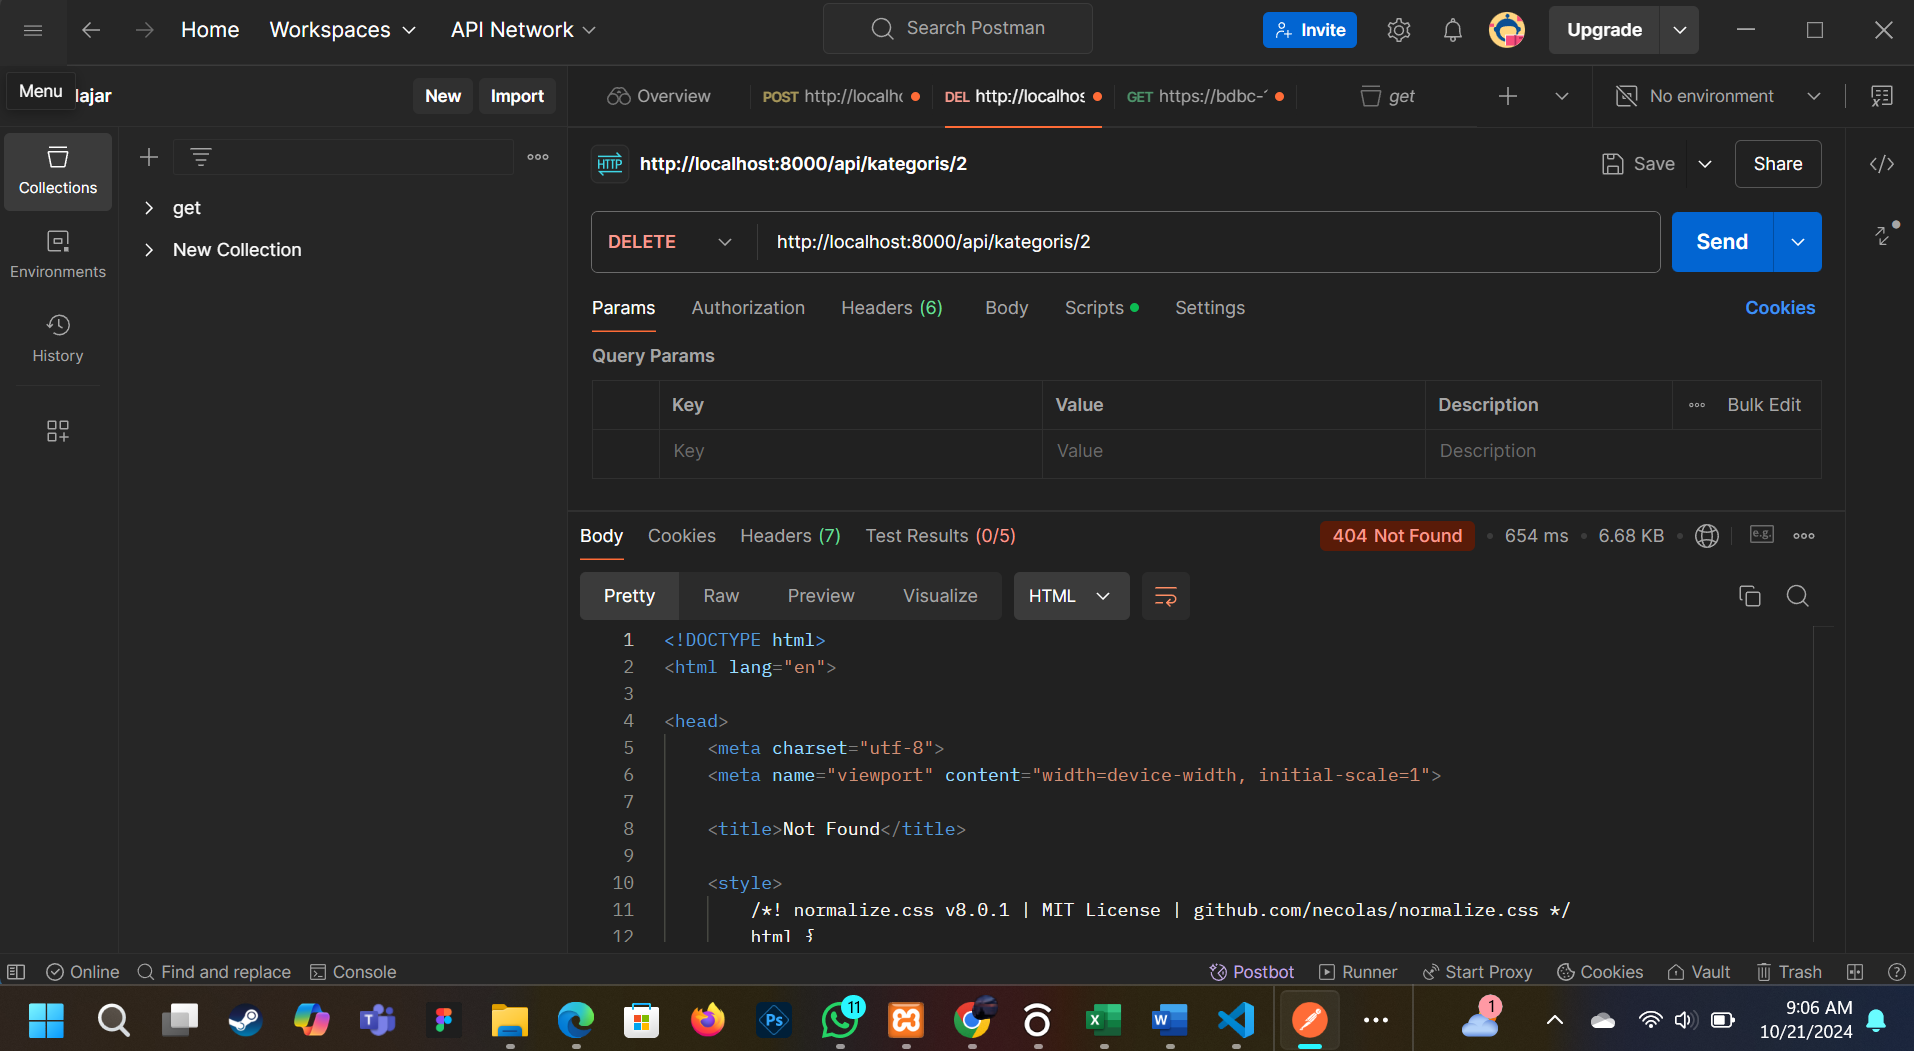 Home
Workspaces
API Network
Search Postman
Invite
Upgrade
Menu
lajar
New
Import
Overview
POST http://localhc
DEL http://localhos
GET https://bdbc-
get
No environment
Collections
Environments
History
get
New Collection
HTTP
http://localhost:8000/api/kategoris/2
Save
Share
DELETE
http://localhost:8000/api/kategoris/2
Send
Params
Authorization
Headers (6)
Body
Scripts
Settings
Cookies
Query Params
Key
Value
Description
Bulk Edit
Key
Value
Description
Body
Cookies
Headers (7)
Test Results (0/5)
404 Not Found
654 ms
6.68 KB
e.g.
Pretty
Raw
Preview
Visualize
HTML
1 <!DOCTYPE html>
2 <html lang="en">
3
4 <head>
5 <meta charset="utf-8">
6 <meta name="viewport" content="width=device-width, initial-scale=1">
7
8 <title>Not Found</title>
9
10 <style>
11 /*! normalize.css v8.0.1 | MIT License | github.com/necolas/normalize.css */
12 html {
Online
Find and replace
Console
Postbot
Runner
Start Proxy
Cookies
Vault
Trash
Ps
11
1
9:06 AM
10/21/2024